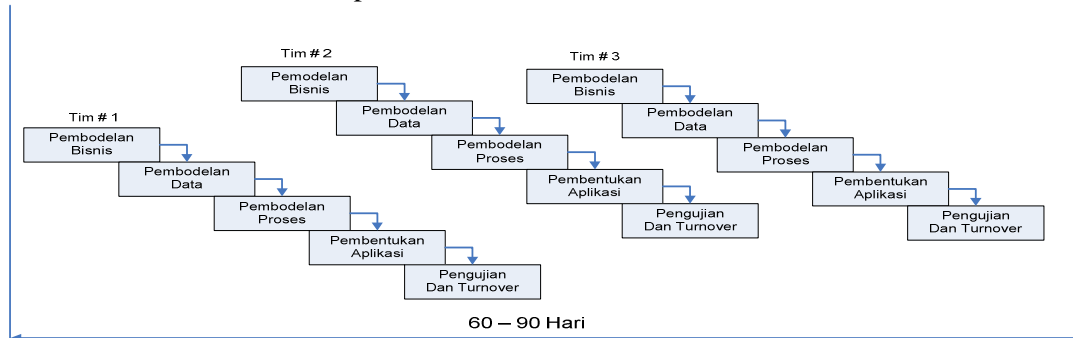 Tim # 1
Pembodelan
Bisnis
Pembodelan
Data
Pembodelan
Proses
Pembentukan
Aplikasi
Pengujian
Dan Turnover
Tim # 2
Pemodelan
Bisnis
Pembodelan
Data
Pembodelan
Proses
Pembentukan
Aplikasi
Pengujian
Dan Turnover
Tim # 3
Pembodelan
Bisnis
Pembodelan
Data
Pembodelan
Proses
Pembentukan
Aplikasi
Pengujian
Dan Turnover
60 – 90 Hari